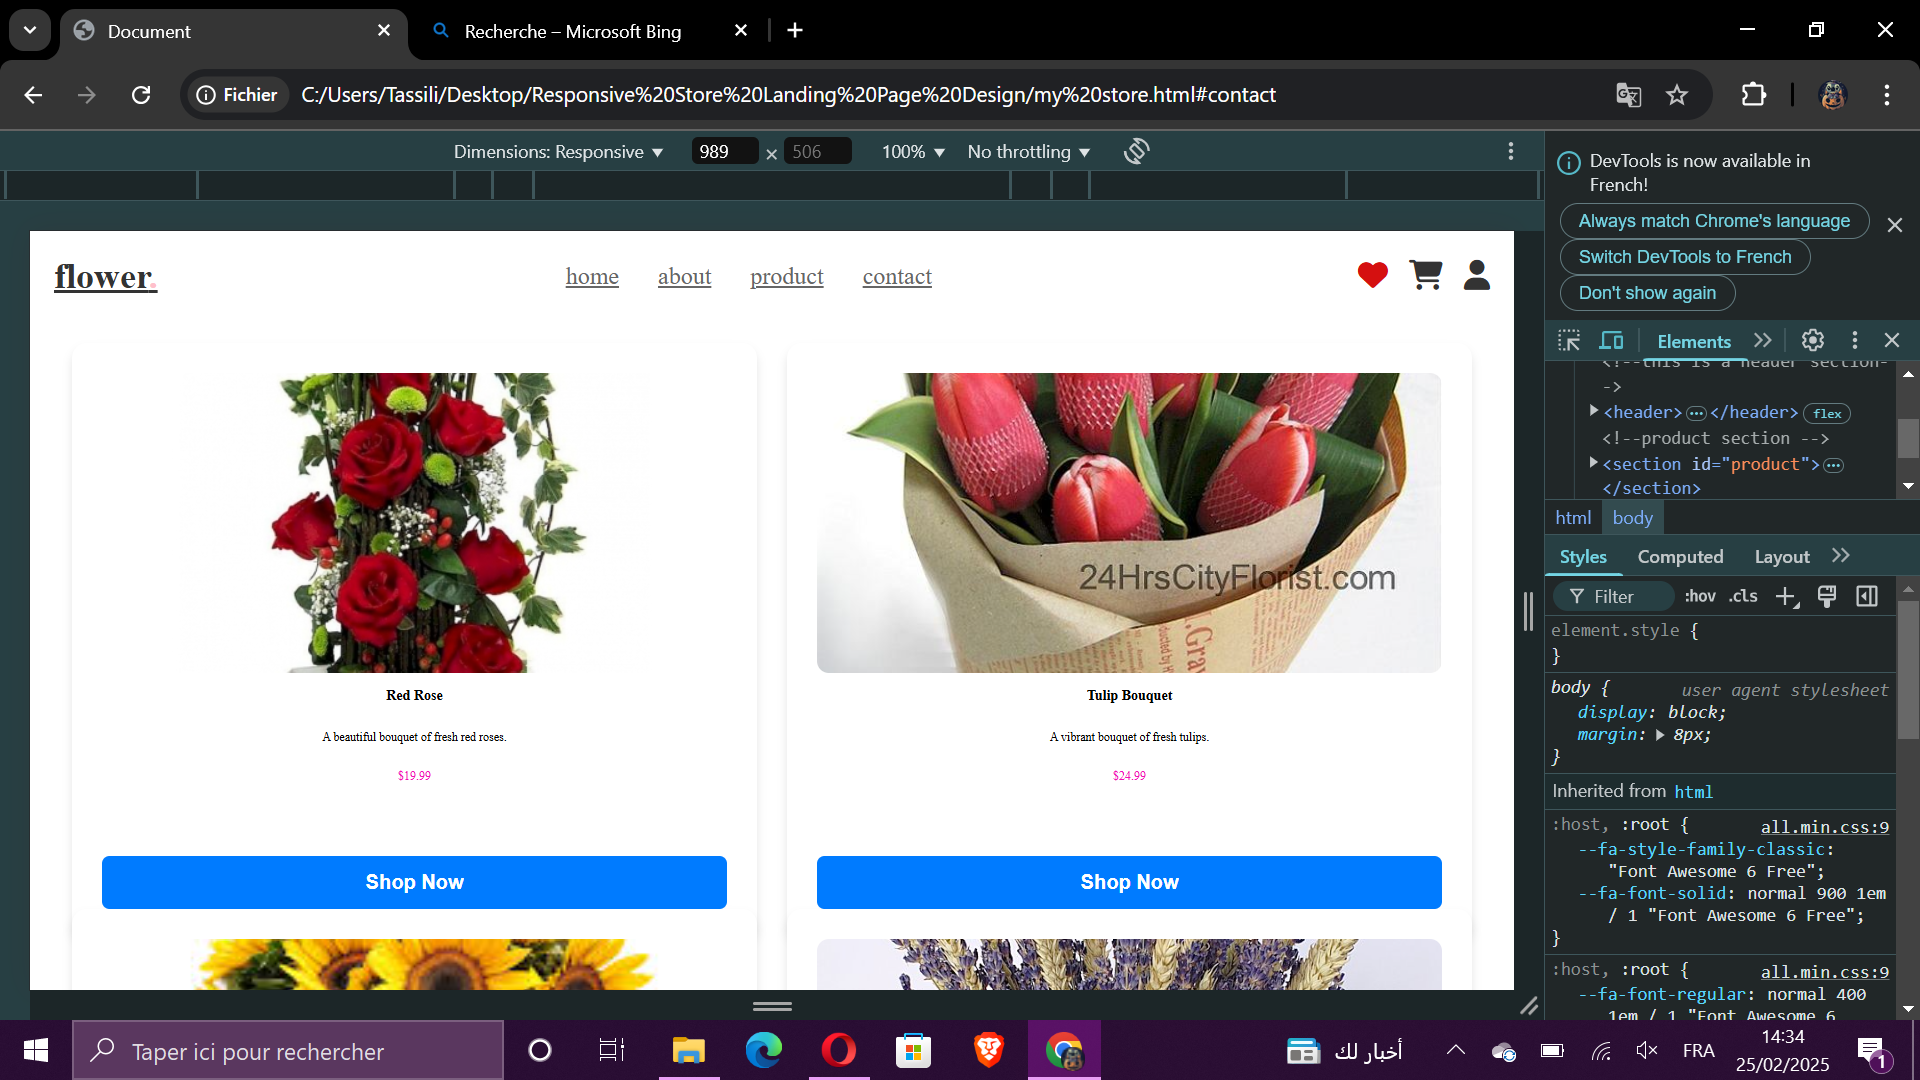 Document
Recherche – Microsoft Bing
Fichier
C:/Users/Tassili/Desktop/Responsive%20Store%20Landing%20Page%20Design/my%20store.html#contact
Dimensions: Responsive
989 × 506
100%
No throttling
DevTools is now available in
French!
Always match Chrome's language
Switch DevTools to French
Don't show again
flower.
home
about
product
contact
Elements
<!--this is a header section-
->
<header> ••• </header> flex
<!--product section -->
<section id="product"> •••
</section>
html
body
Styles
Computed
Layout
Filter
:hov
.cls
element.style {
}
body {
user agent stylesheet
display: block;
margin: 8px;
}
Inherited from html
:host, :root {
all.min.css:9
--fa-style-family-classic:
"Font Awesome 6 Free";
--fa-font-solid: normal 900 1em
/ 1 "Font Awesome 6 Free";
}
:host, :root {
all.min.css:9
--fa-font-regular: normal 400
1em / 1 "Font Awesome 6
24HrsCityFlorist.com
Red Rose
A beautiful bouquet of fresh red roses.
$19.99
Shop Now
Tulip Bouquet
A vibrant bouquet of fresh tulips.
$24.99
Shop Now
Taper ici pour rechercher
أخبار لك
FRA
14:34
25/02/2025
1